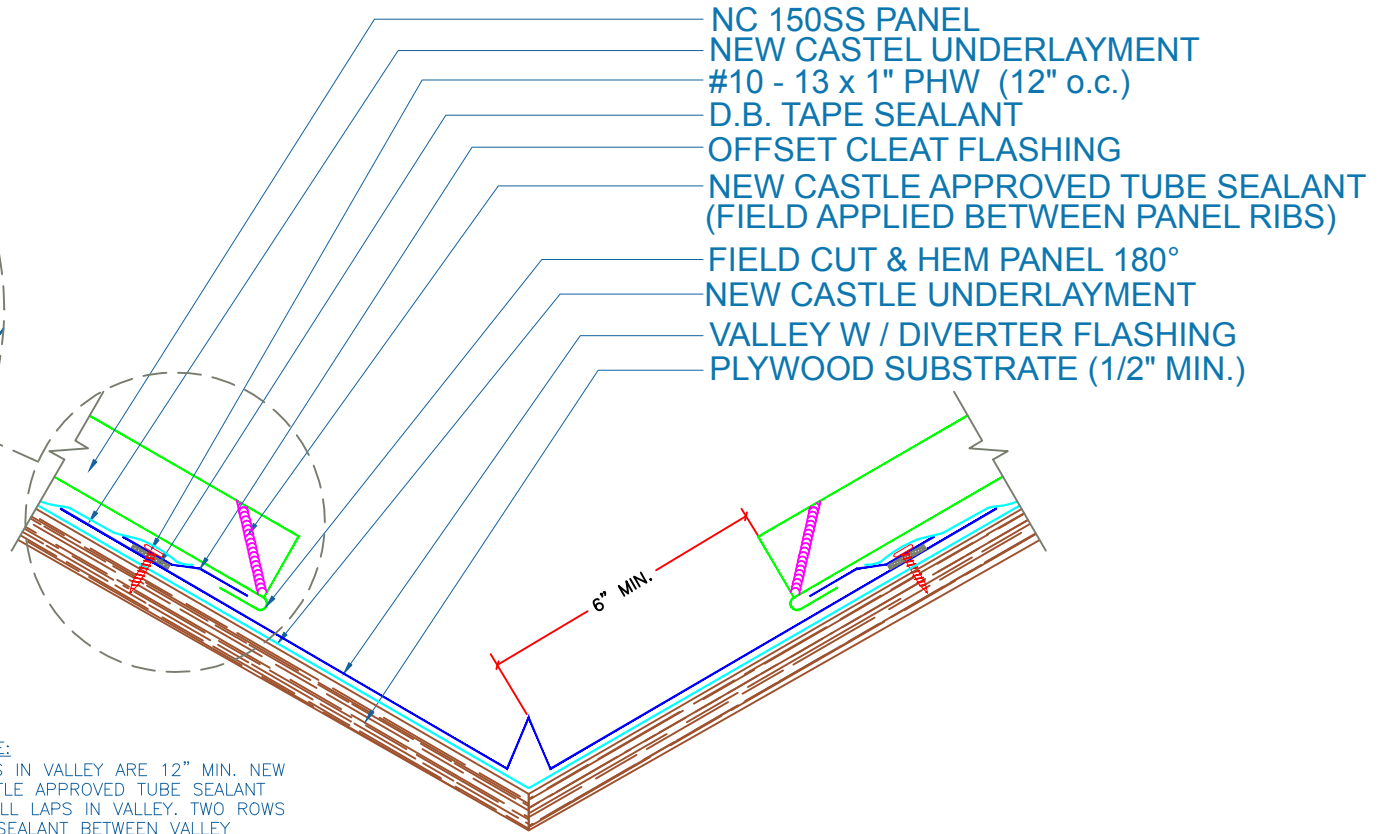 NC 150SS PANEL
NEW CASTEL UNDERLAYMENT
#10 - 13 x 1" PHW (12" o.c.)
D.B. TAPE SEALANT
OFFSET CLEAT FLASHING
NEW CASTLE APPROVED TUBE SEALANT
(FIELD APPLIED BETWEEN PANEL RIBS)
FIELD CUT & HEM PANEL 180°
NEW CASTLE UNDERLAYMENT
VALLEY W / DIVERTER FLASHING
PLYWOOD SUBSTRATE (1/2" MIN.)
6" MIN.
IN VALLEY ARE 12" MIN. NEW
APPROVED TUBE SEALANT
LAPS IN VALLEY. TWO ROWS
SEALANT BETWEEN VALLEY